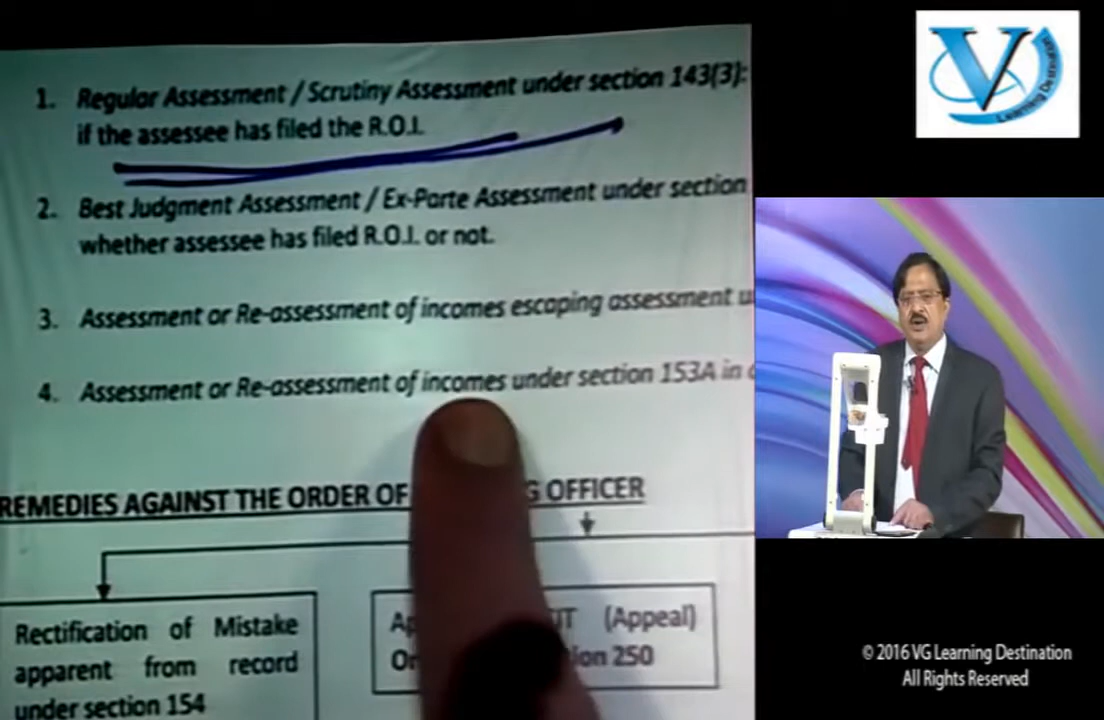 1. Regular Assessment / Scrutiny Assessment under section 143(3):
if the assessee has filed the R.O.I.
2. Best Judgment Assessment / Ex-Parte Assessment under section
whether assessee has filed R.O.I. or not.
3. Assessment or Re-assessment of incomes escaping assessment
4. Assessment or Re-assessment of incomes under section 153A in
REMEDIES AGAINST THE ORDER OF OFFICER
Rectification of Mistake
apparent from record
under section 154
(Appeal)
250
V
Learning Destination
© 2016 VG Learning Destination
All Rights Reserved